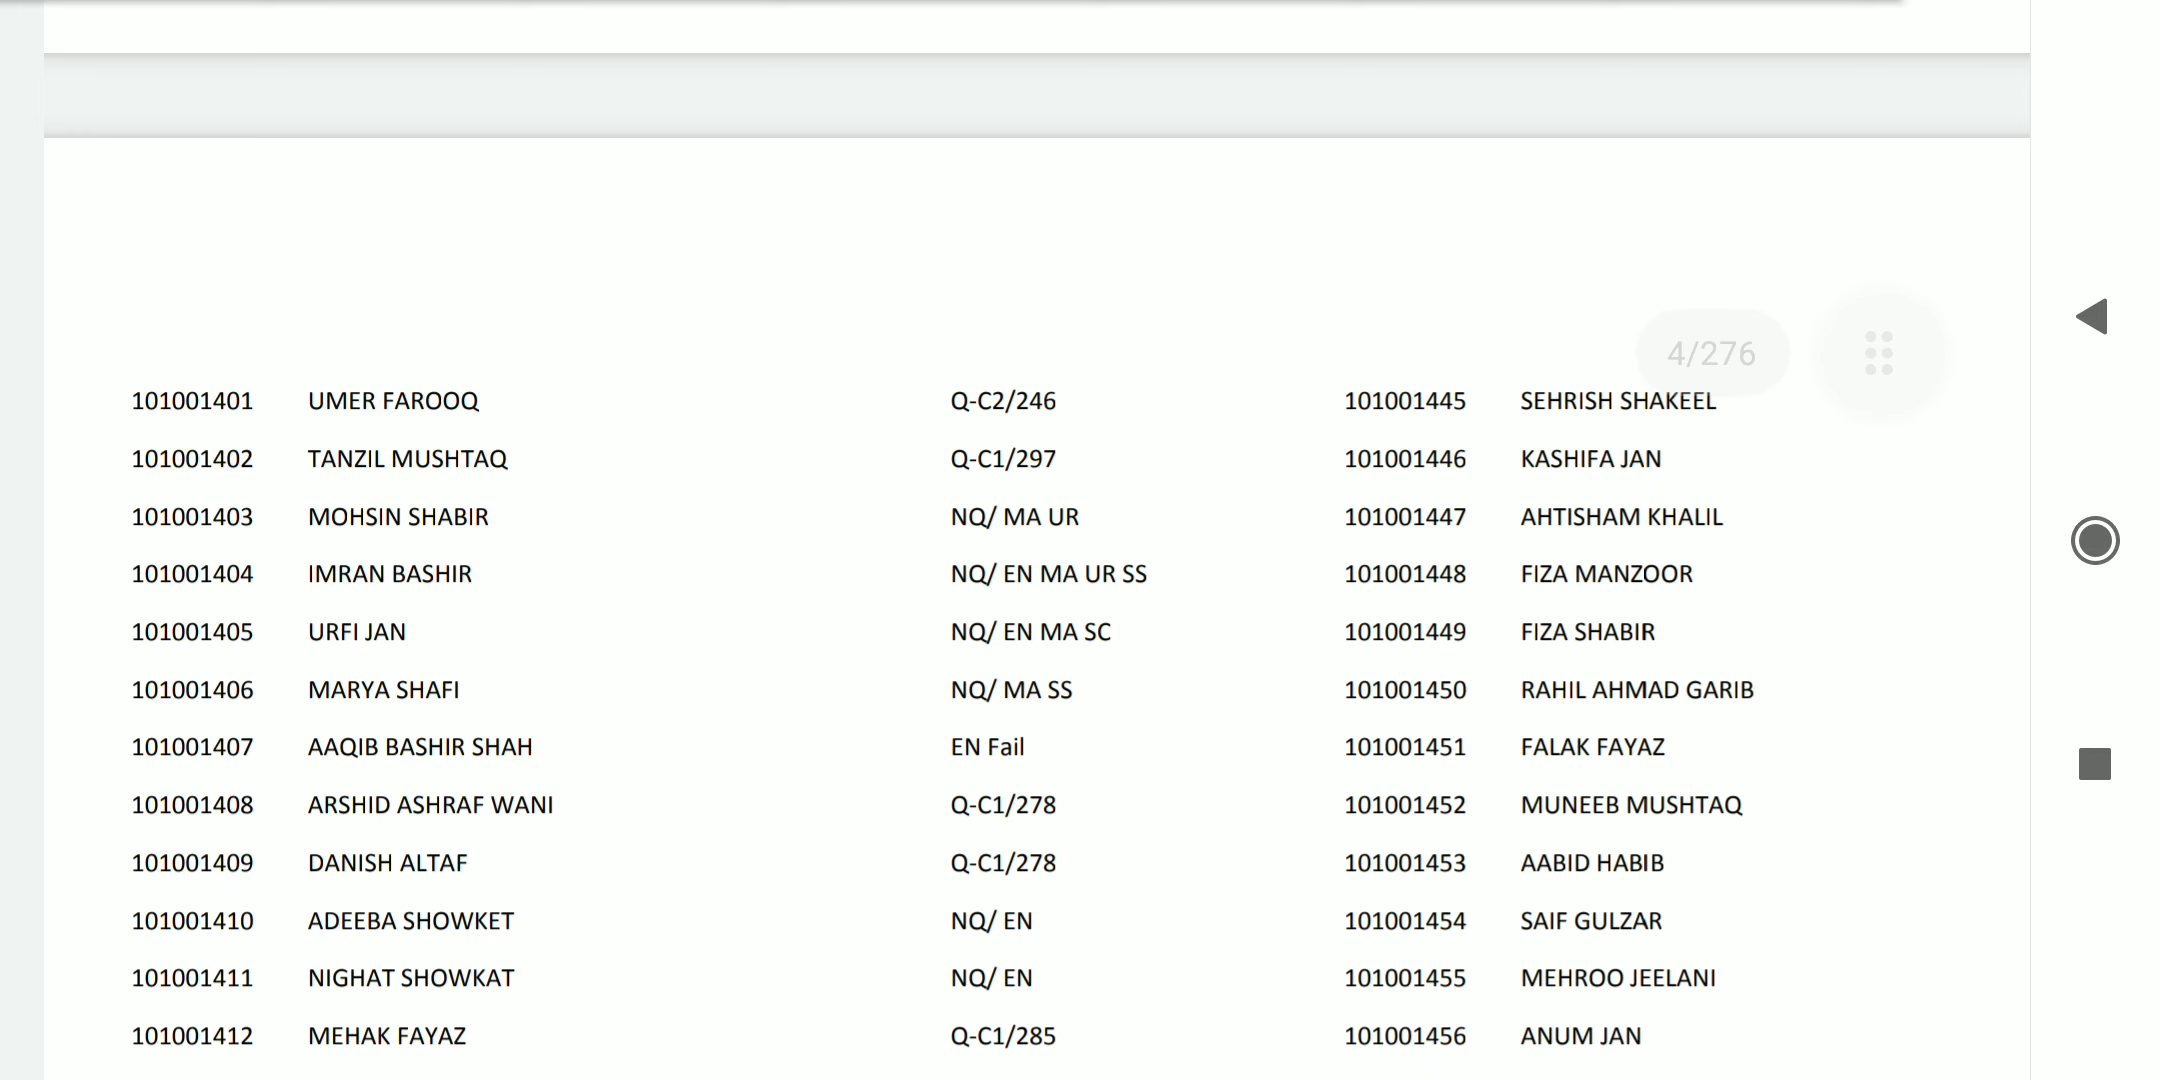 4/276
101001401 UMER FAROOQ Q-C2/246 101001445 SEHRISH SHAKEEL
101001402 TANZIL MUSHTAQ Q-C1/297 101001446 KASHIFA JAN
101001403 MOHSIN SHABIR NQ/ MA UR 101001447 AHTISHAM KHALIL
101001404 IMRAN BASHIR NQ/ EN MA UR SS 101001448 FIZA MANZOOR
101001405 URFI JAN NQ/ EN MA SC 101001449 FIZA SHABIR
101001406 MARYA SHAFI NQ/ MA SS 101001450 RAHIL AHMAD GARIB
101001407 AAQIB BASHIR SHAH EN Fail 101001451 FALAK FAYAZ
101001408 ARSHID ASHRAF WANI Q-C1/278 101001452 MUNEEB MUSHTAQ
101001409 DANISH ALTAF Q-C1/278 101001453 AABID HABIB
101001410 ADEEBA SHOWKET NQ/ EN 101001454 SAIF GULZAR
101001411 NIGHAT SHOWKAT NQ/ EN 101001455 MEHROO JEELANI
101001412 MEHAK FAYAZ Q-C1/285 101001456 ANUM JAN